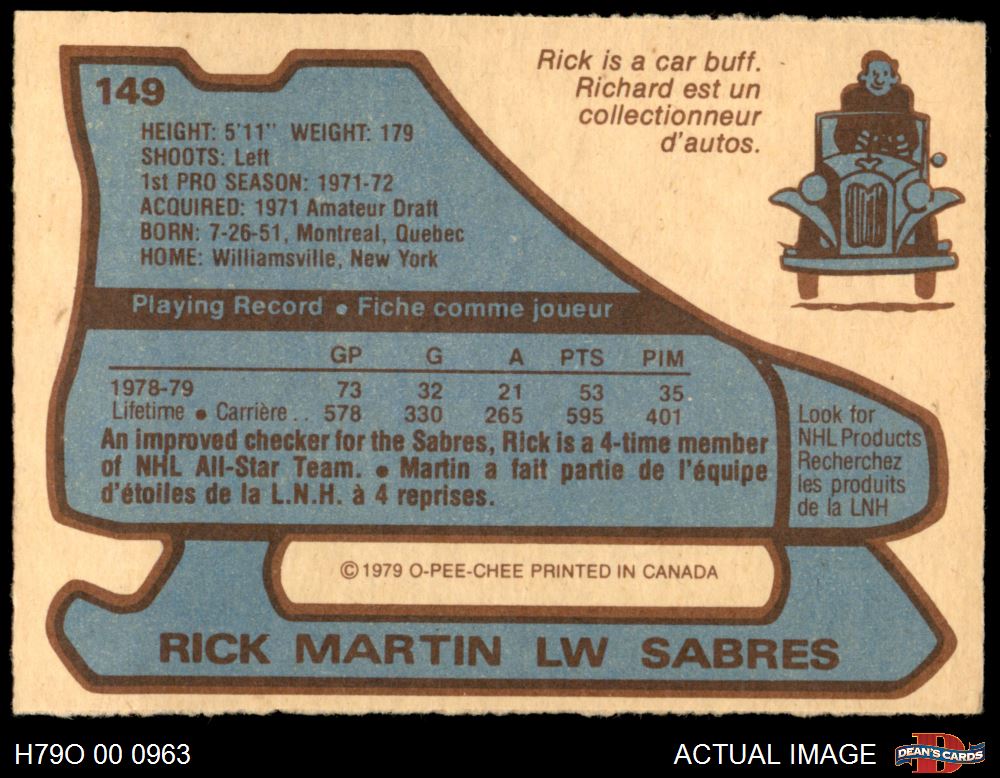 149
Rick is a car buff.
Richard est un
collectionneur
d'autos.
HEIGHT: 5'11" WEIGHT: 179
SHOOTS: Left
1st PRO SEASON: 1971-72
ACQUIRED: 1971 Amateur Draft
BORN: 7-26-51, Montreal, Quebec
HOME: Williamsville, New York
Playing Record • Fiche comme joueur
GP G A PTS PIM
1978-79 73 32 21 53 35
Lifetime • Carrière.. 578 330 265 595 401
An improved checker for the Sabres, Rick is a 4-time member
of NHL All-Star Team. • Martin a fait partie de l'équipe
d'étoiles de la L.N.H. à 4 reprises.
Look for
NHL Products
Recherchez
les produits
de la LNH
© 1979 O-PEE-CHEE PRINTED IN CANADA
RICK MARTIN LW SABRES
H79O 00 0963
ACTUAL IMAGE
DEAN'S CARDS